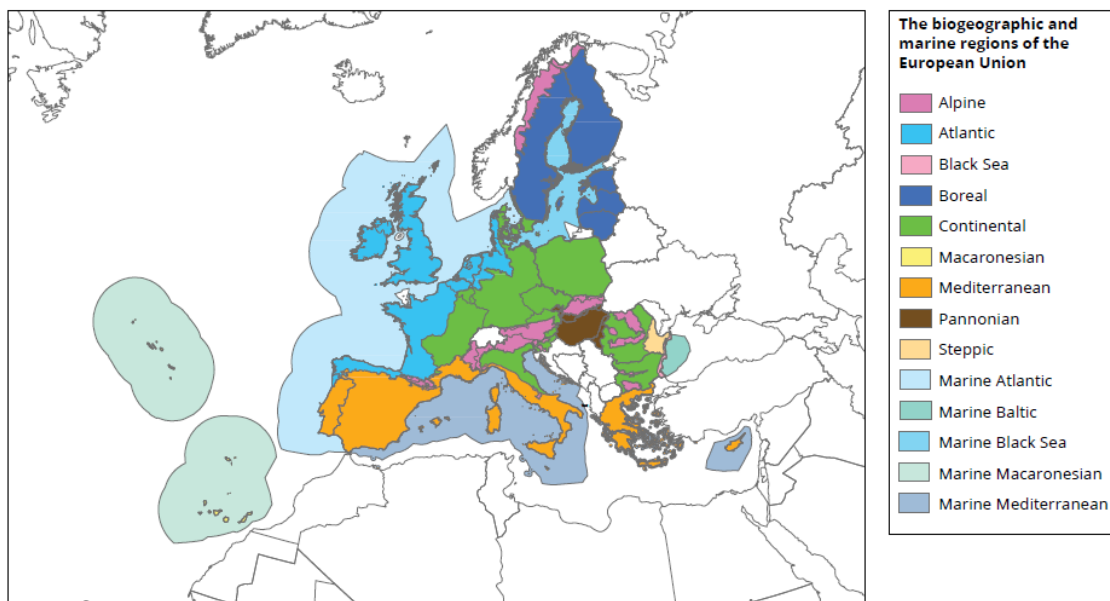 The biogeographic and
marine regions of the
European Union
Alpine
Atlantic
Black Sea
Boreal
Continental
Macaronesian
Mediterranean
Pannonian
Steppic
Marine Atlantic
Marine Baltic
Marine Black Sea
Marine Macaronesian
Marine Mediterranean